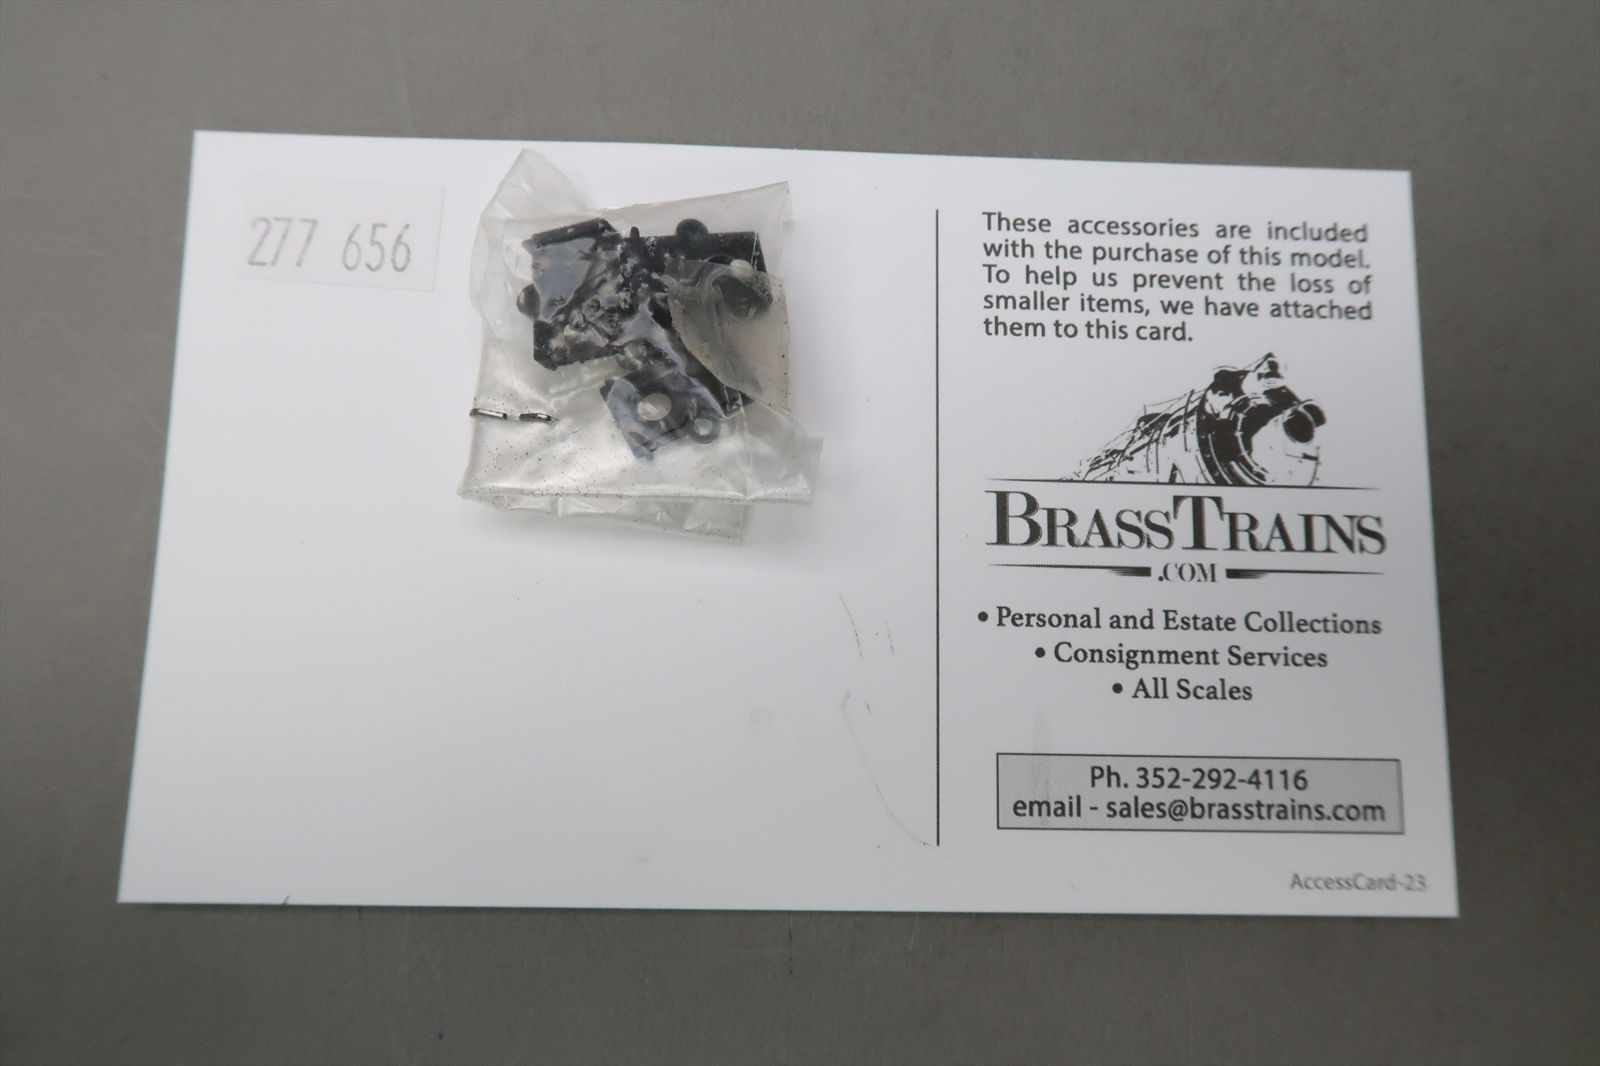 277 656
These accessories are included
with the purchase of this model.
To help us prevent the loss of
smaller items, we have attached
them to this card.
BRASSTRAINS
.COM
• Personal and Estate Collections
• Consignment Services
• All Scales
Ph. 352-292-4116
email - sales@brasstrains.com
AccessCard-23